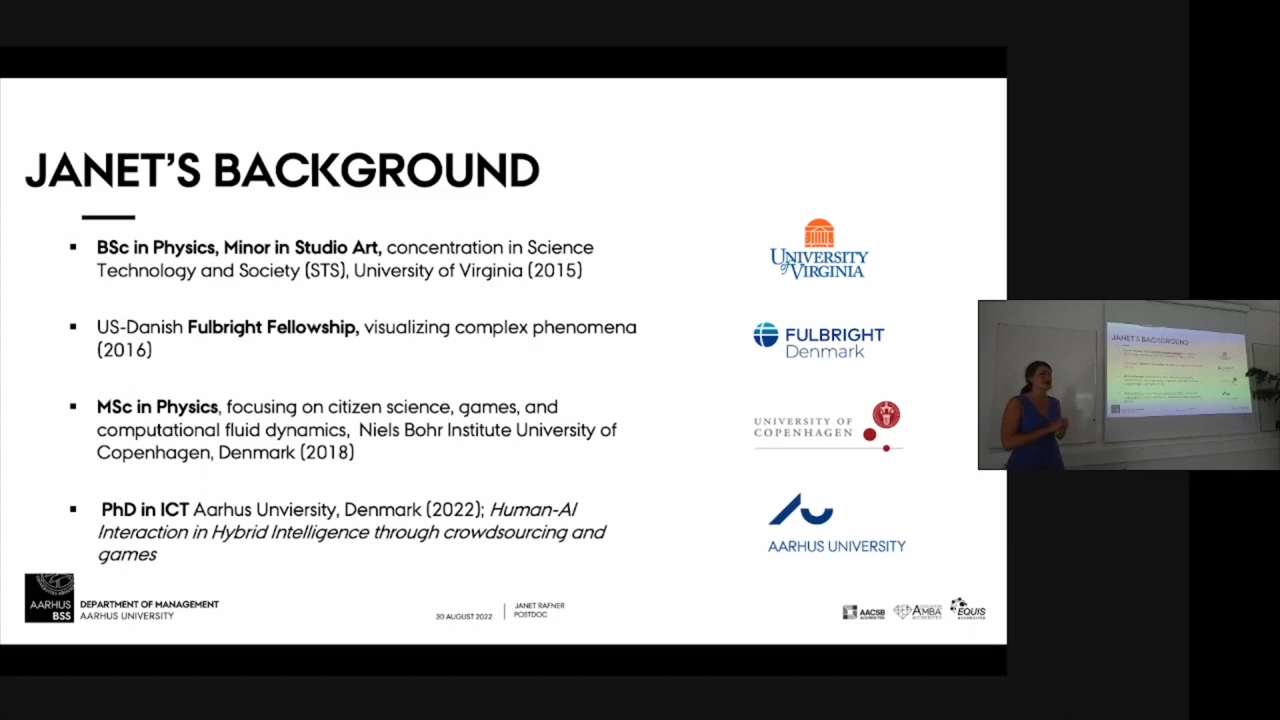 JANET'S BACKGROUND
▪ BSc in Physics, Minor in Studio Art, concentration in Science
Technology and Society (STS), University of Virginia (2015)
▪ US-Danish Fulbright Fellowship, visualizing complex phenomena
(2016)
▪ MSc in Physics, focusing on citizen science, games, and
computational fluid dynamics, Niels Bohr Institute University of
Copenhagen, Denmark (2018)
▪ PhD in ICT Aarhus Unviersity, Denmark (2022); Human-AI
Interaction in Hybrid Intelligence through crowdsourcing and
games
UNIVERSITY
of VIRGINIA
FULBRIGHT
Denmark
UNIVERSITY OF
COPENHAGEN
AARHUS UNIVERSITY
AARHUS
BSS
DEPARTMENT OF MANAGEMENT
AARHUS UNIVERSITY
30 AUGUST 2022
JANET RAFNER
POSTDOC
AACSB
ACCREDITED
AMBA
ACCREDITED
EQUIS
ACCREDITED
JANET'S BACKGROUND